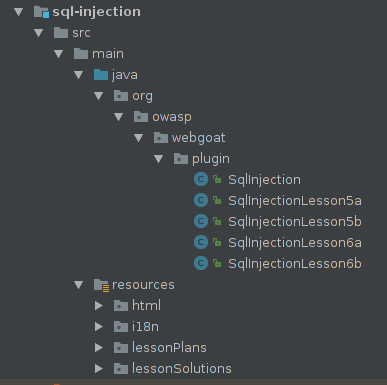 sql-injection
src
main
java
org
owasp
webgoat
plugin
SqlInjection
SqlInjectionLesson5a
SqlInjectionLesson5b
SqlInjectionLesson6a
SqlInjectionLesson6b
resources
html
i18n
lessonPlans
lessonSolutions